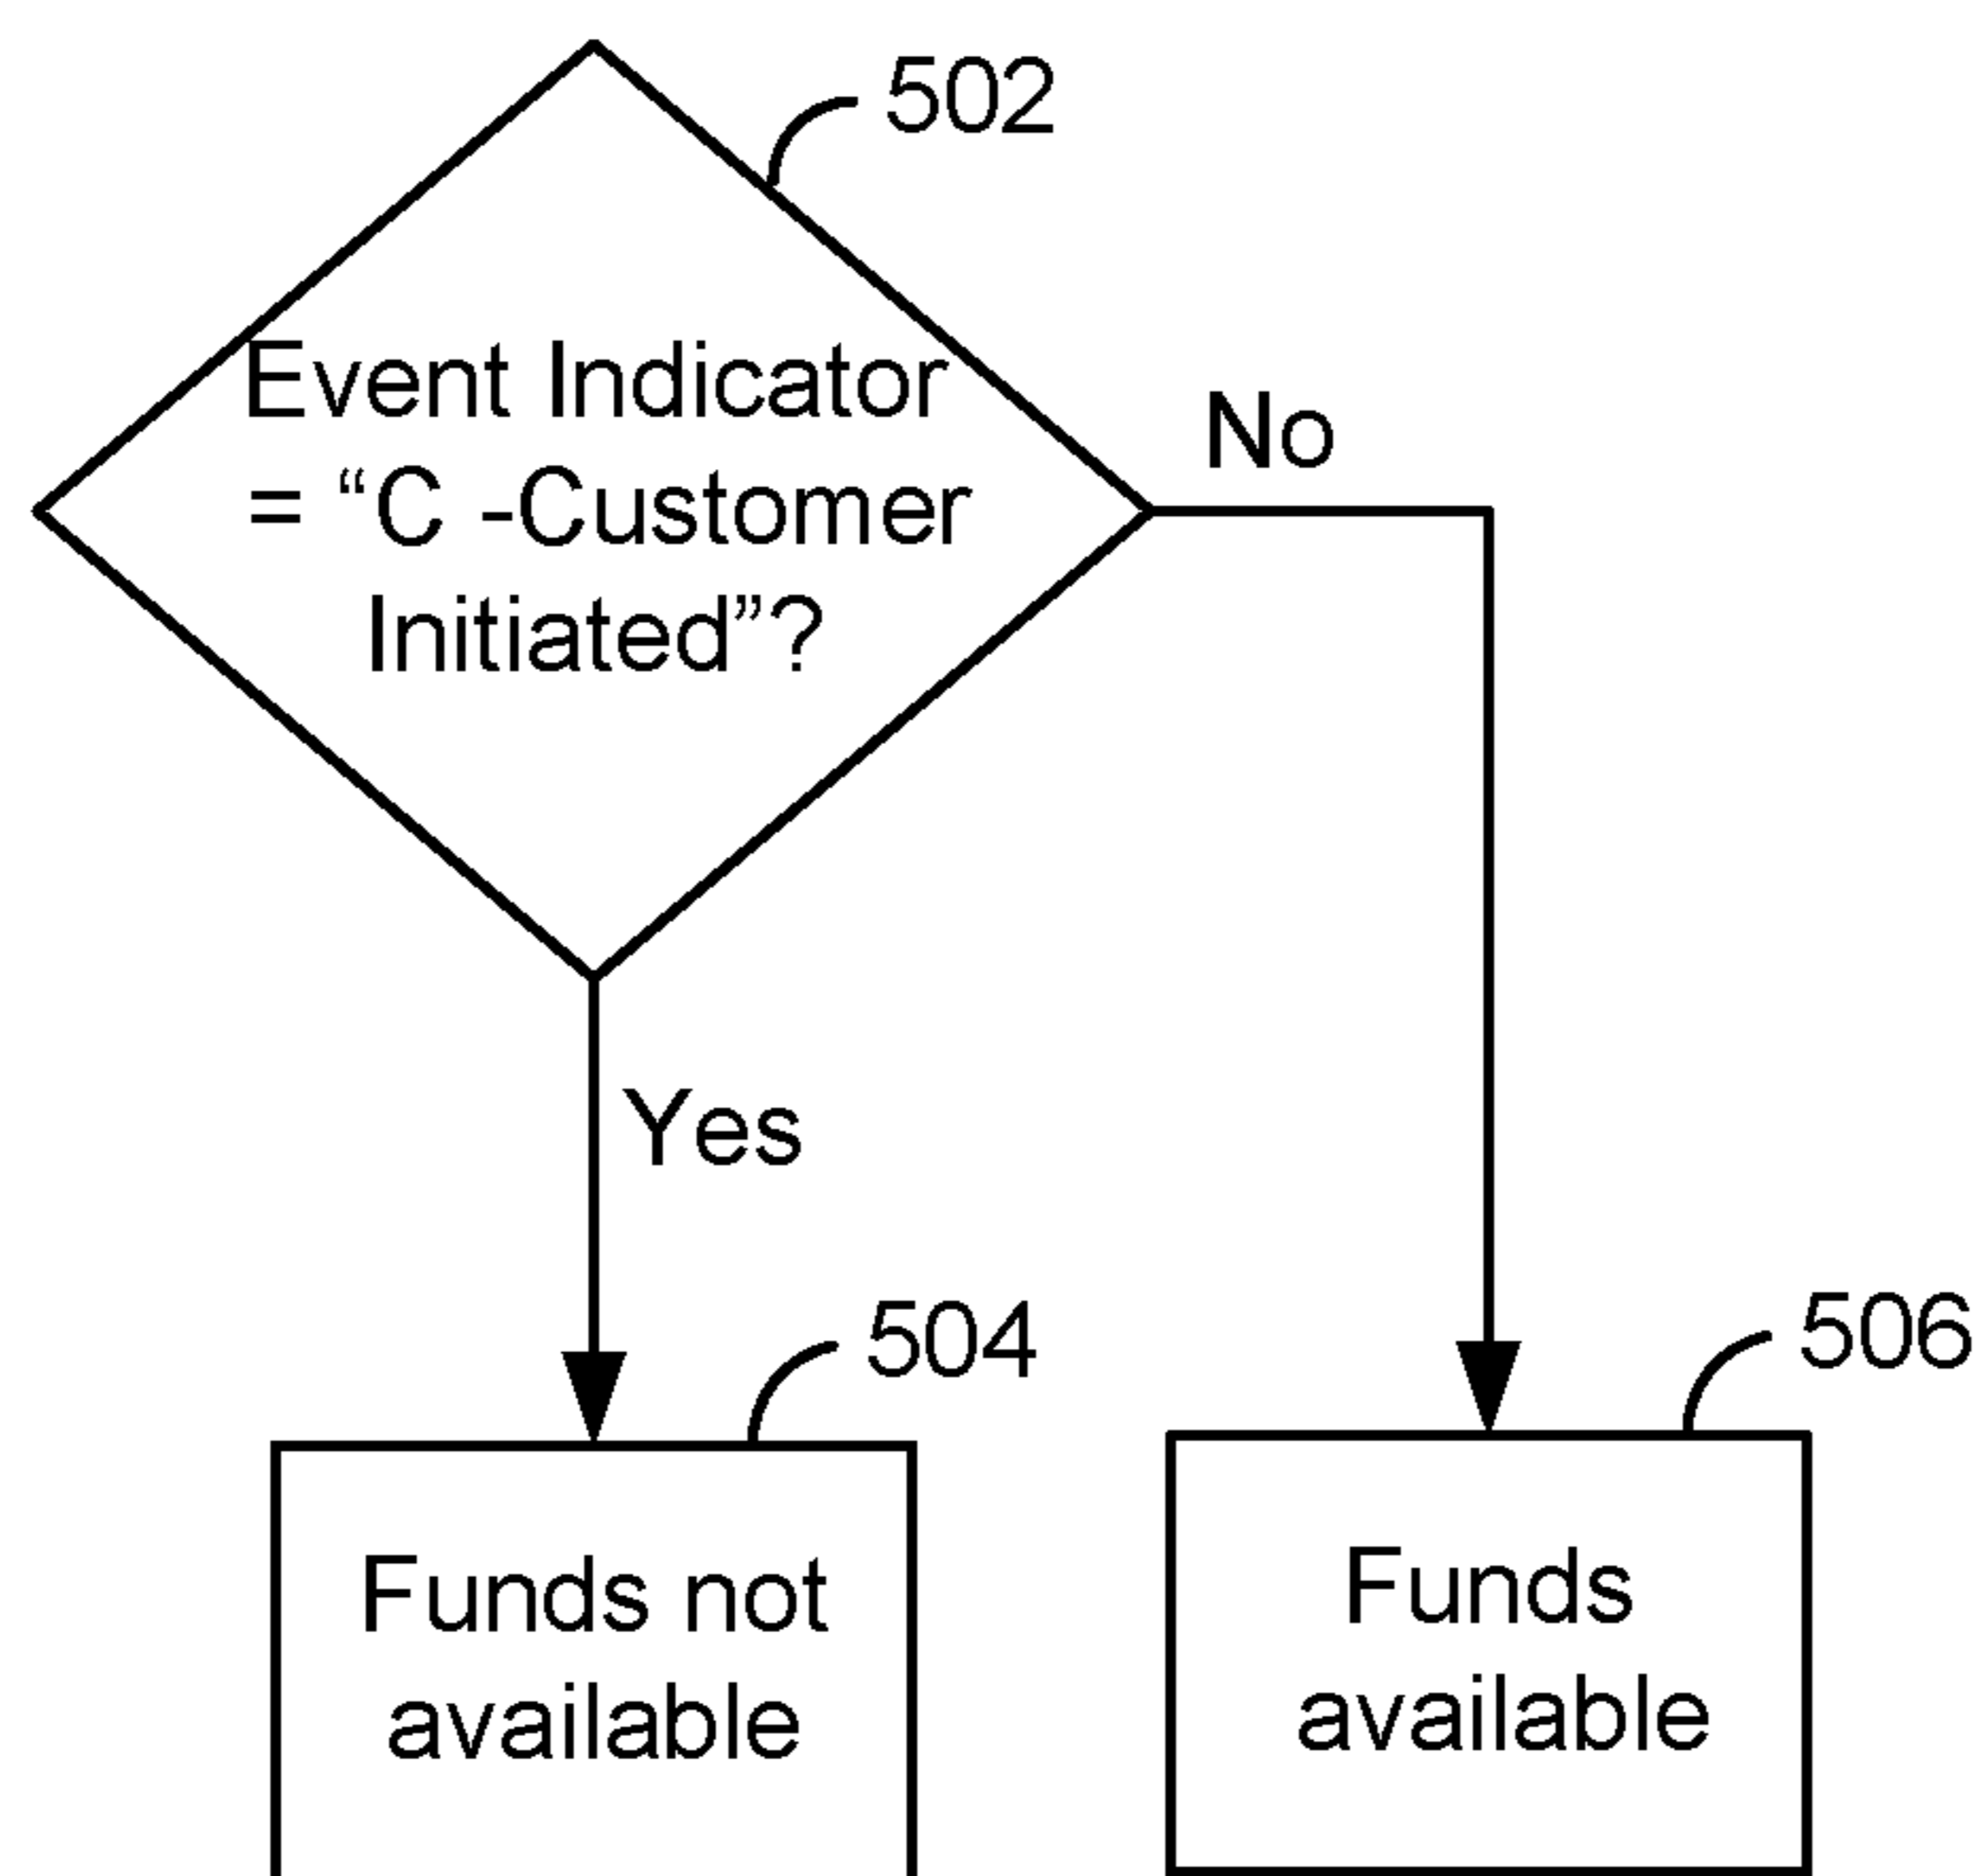 502
Event Indicator
= “C -Customer
Initiated”?
No
Yes
504
506
Funds not
available
Funds
available